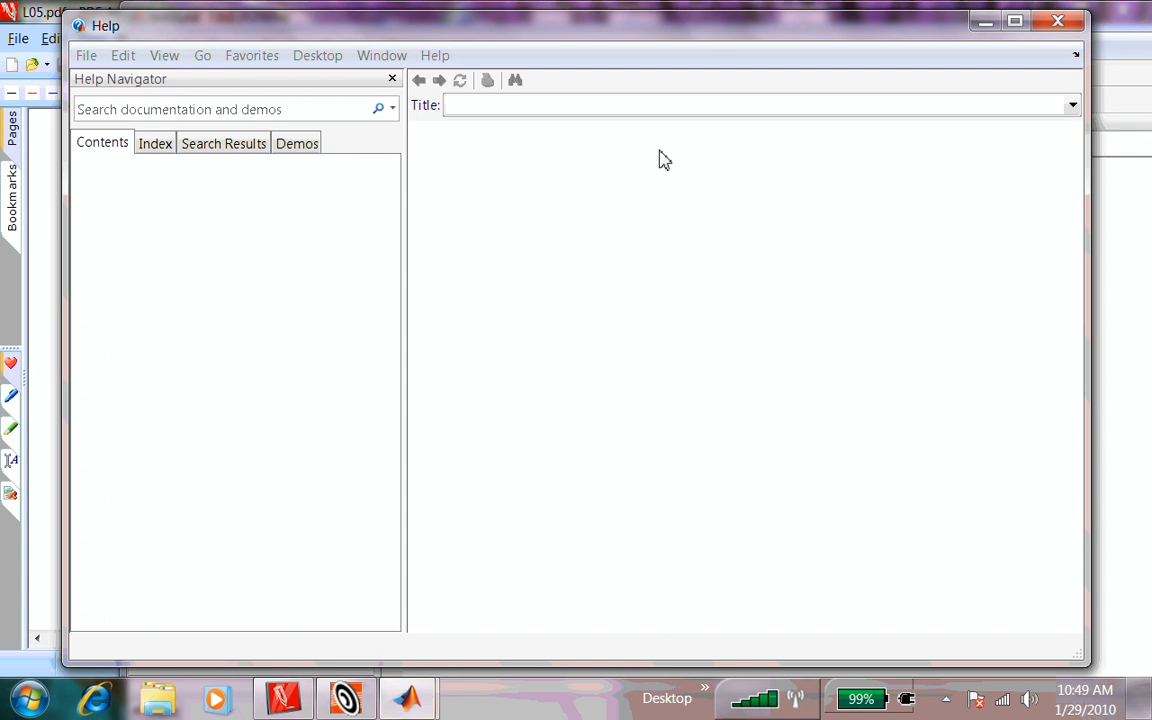 L05.pdf
Help
File Edi
File Edit View Go Favorites Desktop Window Help
Help Navigator
Search documentation and demos
Title:
Contents Index Search Results Demos
Pages
Bookmarks
Desktop
99%
10:49 AM
1/29/2010